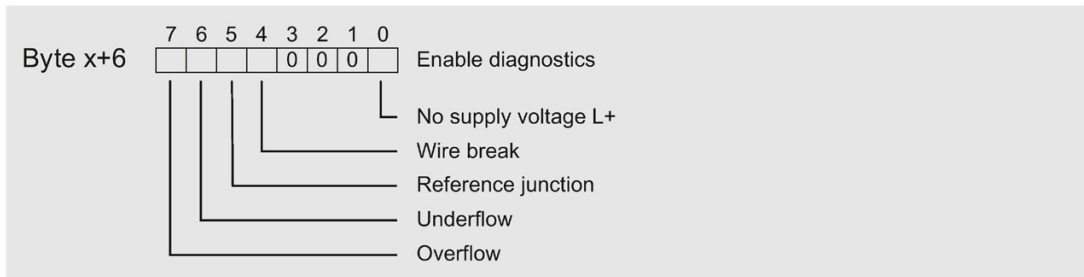 7 6 5 4 3 2 1 0
Byte x+6 0 0 0 Enable diagnostics
No supply voltage L+
Wire break
Reference junction
Underflow
Overflow